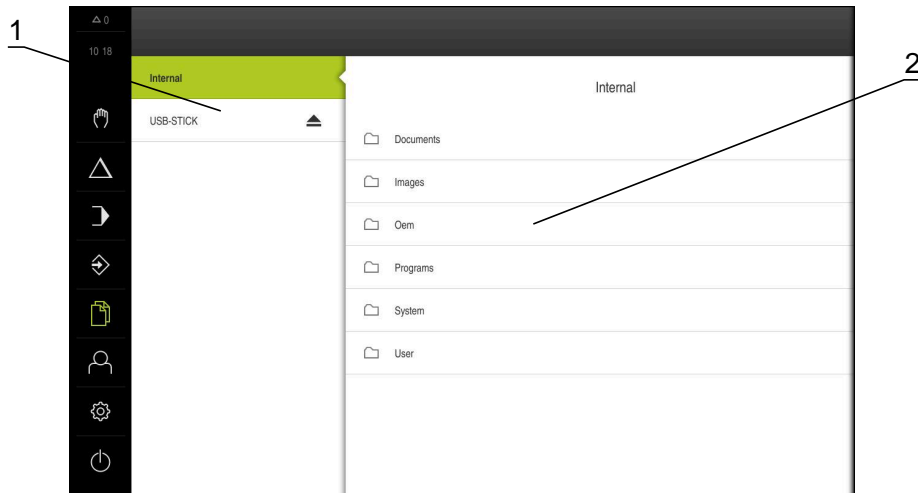 1
0
10 18
2
Internal
Internal
USB-STICK
Documents
Images
Oem
Programs
System
User